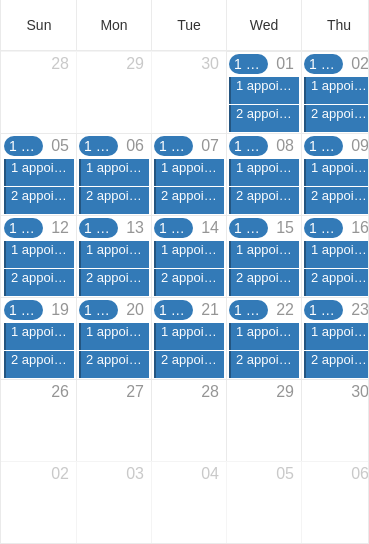 Sun Mon Tue Wed Thu
28 29 30 1 ... 01 1 ... 02
1 appoi... 1 appoi...
2 appoi... 2 appoi...
1 ... 05 1 ... 06 1 ... 07 1 ... 08 1 ... 09
1 appoi... 1 appoi... 1 appoi... 1 appoi... 1 appoi...
2 appoi... 2 appoi... 2 appoi... 2 appoi... 2 appoi...
1 ... 12 1 ... 13 1 ... 14 1 ... 15 1 ... 16
1 appoi... 1 appoi... 1 appoi... 1 appoi... 1 appoi...
2 appoi... 2 appoi... 2 appoi... 2 appoi... 2 appoi...
1 ... 19 1 ... 20 1 ... 21 1 ... 22 1 ... 23
1 appoi... 1 appoi... 1 appoi... 1 appoi... 1 appoi...
2 appoi... 2 appoi... 2 appoi... 2 appoi... 2 appoi...
26 27 28 29 30
02 03 04 05 06